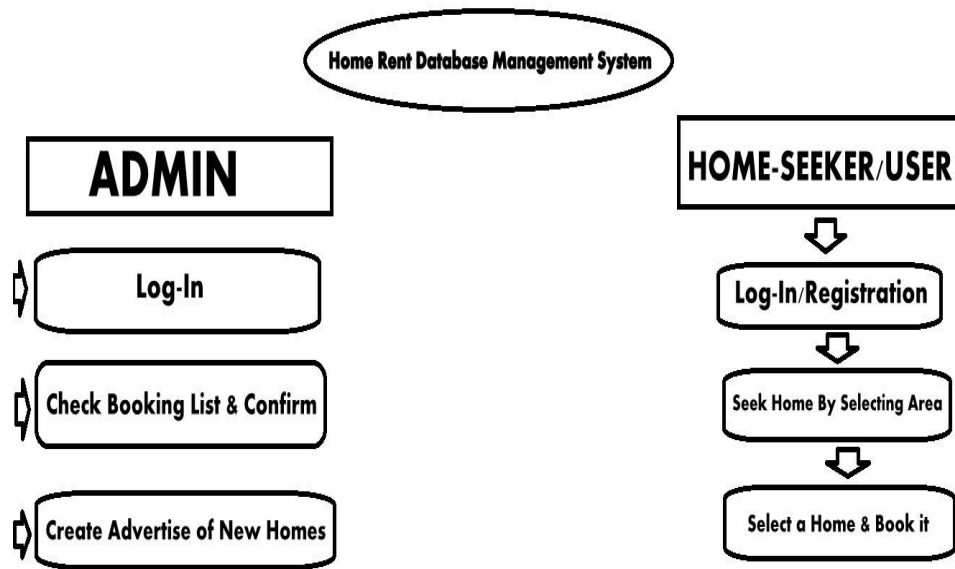 Home Rent Database Management System
ADMIN
Log-In
Check Booking List & Confirm
Create Advertise of New Homes
HOME-SEEKER/USER
Log-In/Registration
Seek Home By Selecting Area
Select a Home & Book it